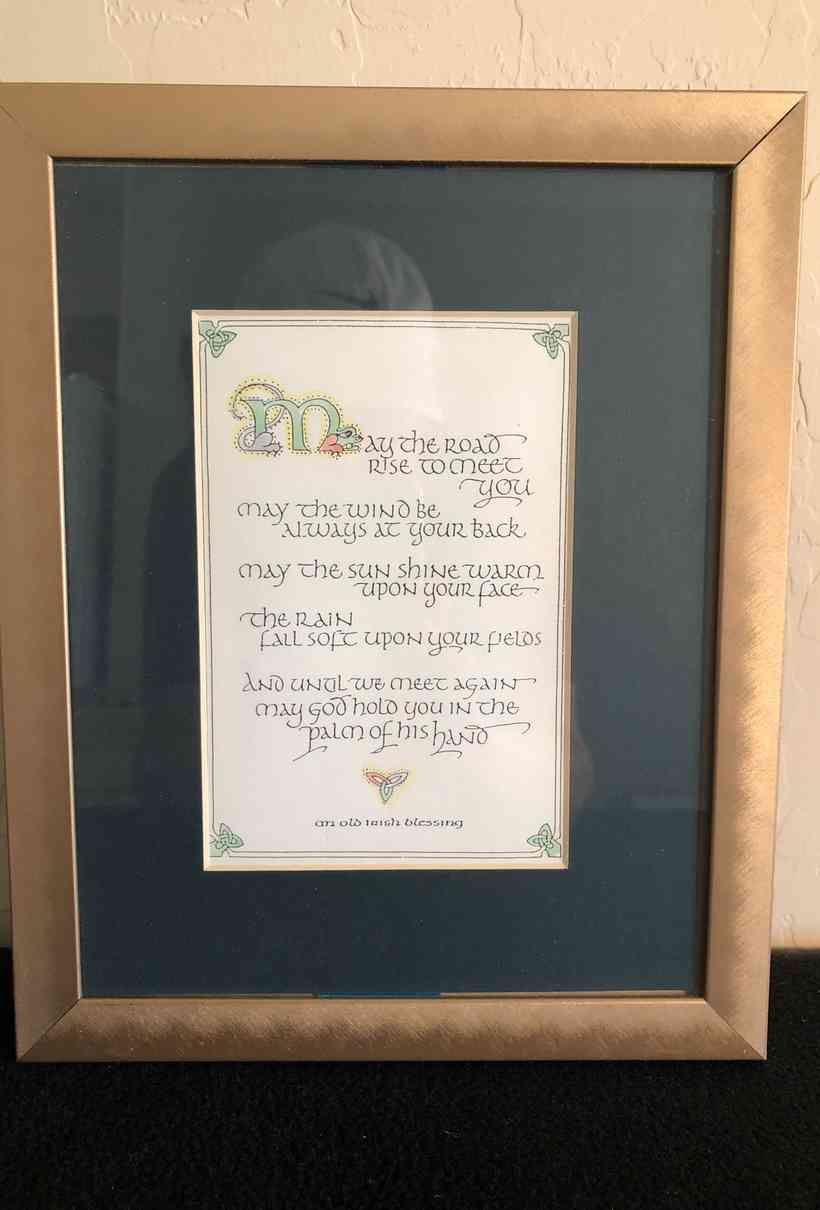 May the road
rise to meet
you
may the wind be
always at your back
may the sun shine warm
upon your face
the rain
fall soft upon your fields
And until we meet again
may god hold you in the
palm of his hand
an old irish blessing